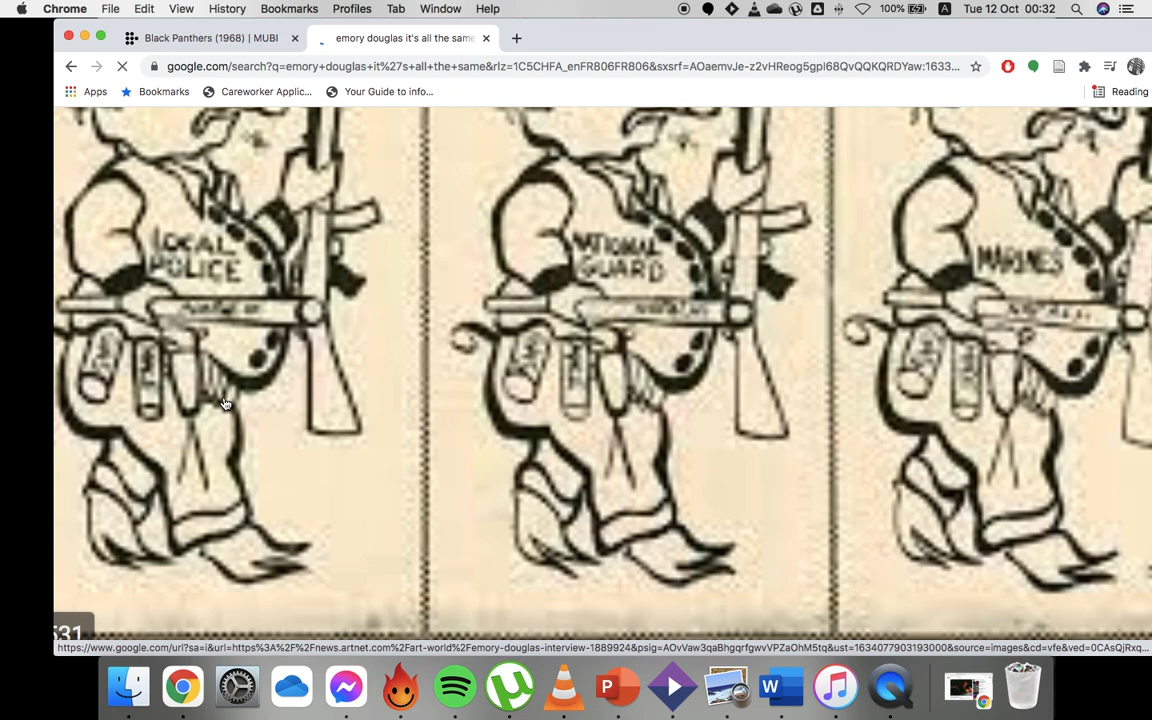 Chrome File Edit View History Bookmarks Profiles Tab Window Help 100% Tue 12 Oct 00:32
Black Panthers (1968) | MUBI emory douglas it's all the same
google.com/search?q=emory+douglas+it%27s+all+the+same&rlz=1C5CHFA_enFR806FR806&sxsrf=AOaemvJe-z2vHReog5gpl68QvQQKQRDYaw:1633...
Apps Bookmarks Careworker Applic... Your Guide to info... Reading
LOCAL
POLICE
NATIONAL
GUARD
MARINES
531
https://www.google.com/url?sa=i&url=https%3A%2F%2Fnews.artnet.com%2Fart-world%2Femory-douglas-interview-1889924&psig=AOvVaw3qaBhgqrfgwvVPZaOhM5tq&ust=1634077903193000&source=images&cd=vfe&ved=0CAsQjRxq...